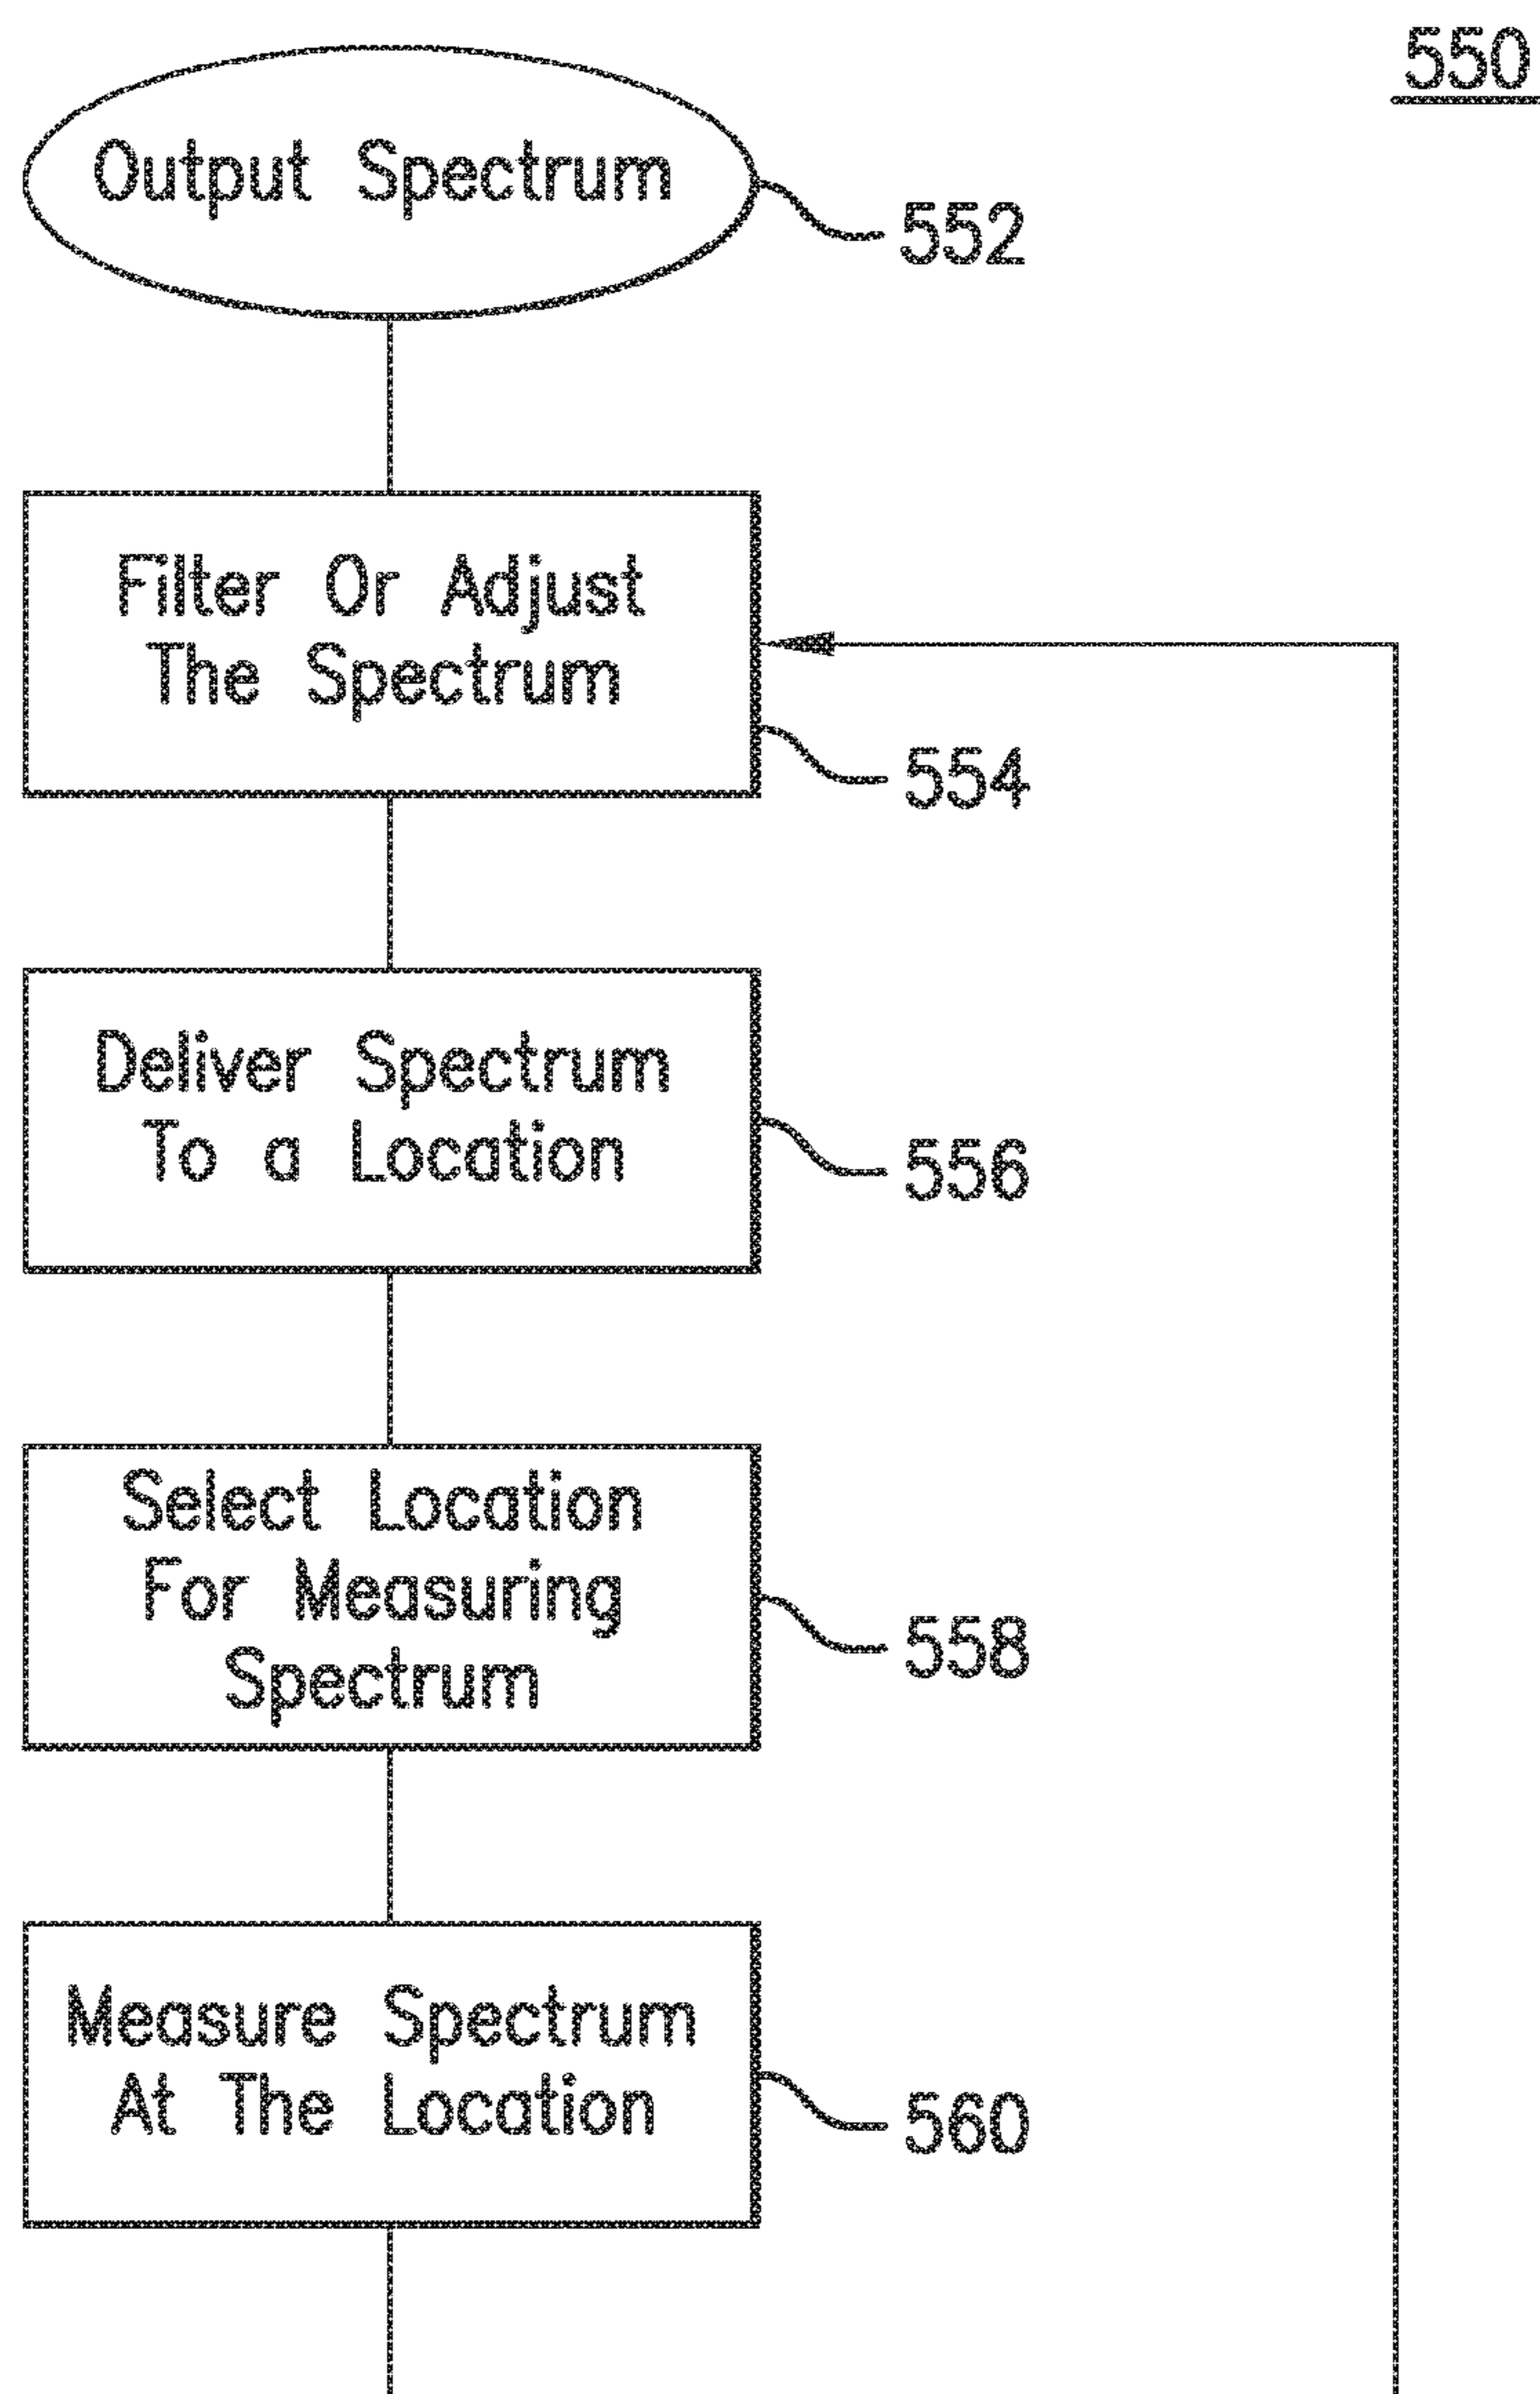 550
Output Spectrum
552
Filter Or Adjust
The Spectrum
554
Deliver Spectrum
To a Location
556
Select Location
For Measuring
Spectrum
558
Measure Spectrum
At The Location
560